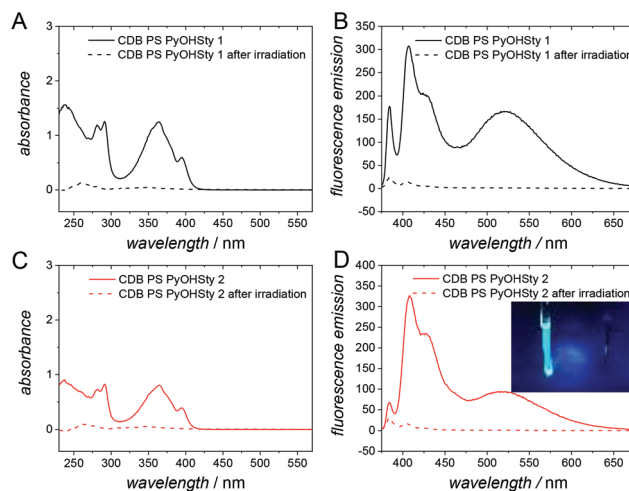 A
CDB PS PyOHSty 1
CDB PS PyOHSty 1 after irradiation
absorbance
3
2
1
0
250 300 350 400 450 500 550
wavelength / nm
B
CDB PS PyOHSty 1
CDB PS PyOHSty 1 after irradiation
fluorescence emission
350
300
250
200
150
100
50
0
-50
400 450 500 550 600 650
wavelength / nm
C
CDB PS PyOHSty 2
CDB PS PyOHSty 2 after irradiation
absorbance
3
2
1
0
250 300 350 400 450 500 550
wavelength / nm
D
CDB PS PyOHSty 2
CDB PS PyOHSty 2 after irradiation
fluorescence emission
400
350
300
250
200
150
100
50
0
-50
400 450 500 550 600 650
wavelength / nm